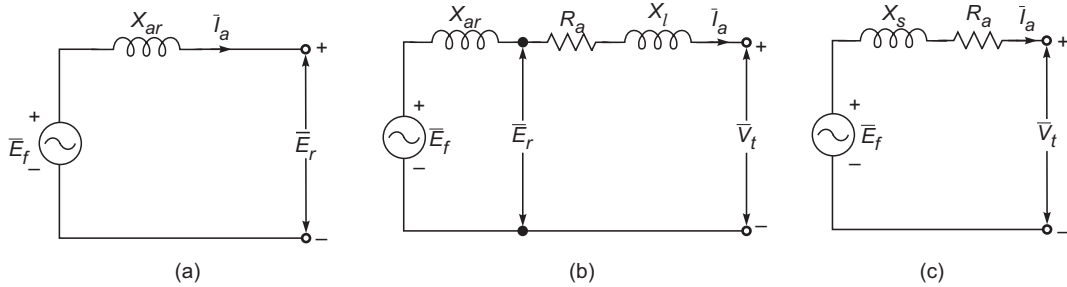 X_ar
Ī_a
+
+
Ē_f
–
Ē_r
–
(a)
X_ar
R_a
X_l
Ī_a
+
+
Ē_f
–
Ē_r
V̄_t
–
(b)
X_s
R_a
Ī_a
+
+
Ē_f
–
V̄_t
–
(c)